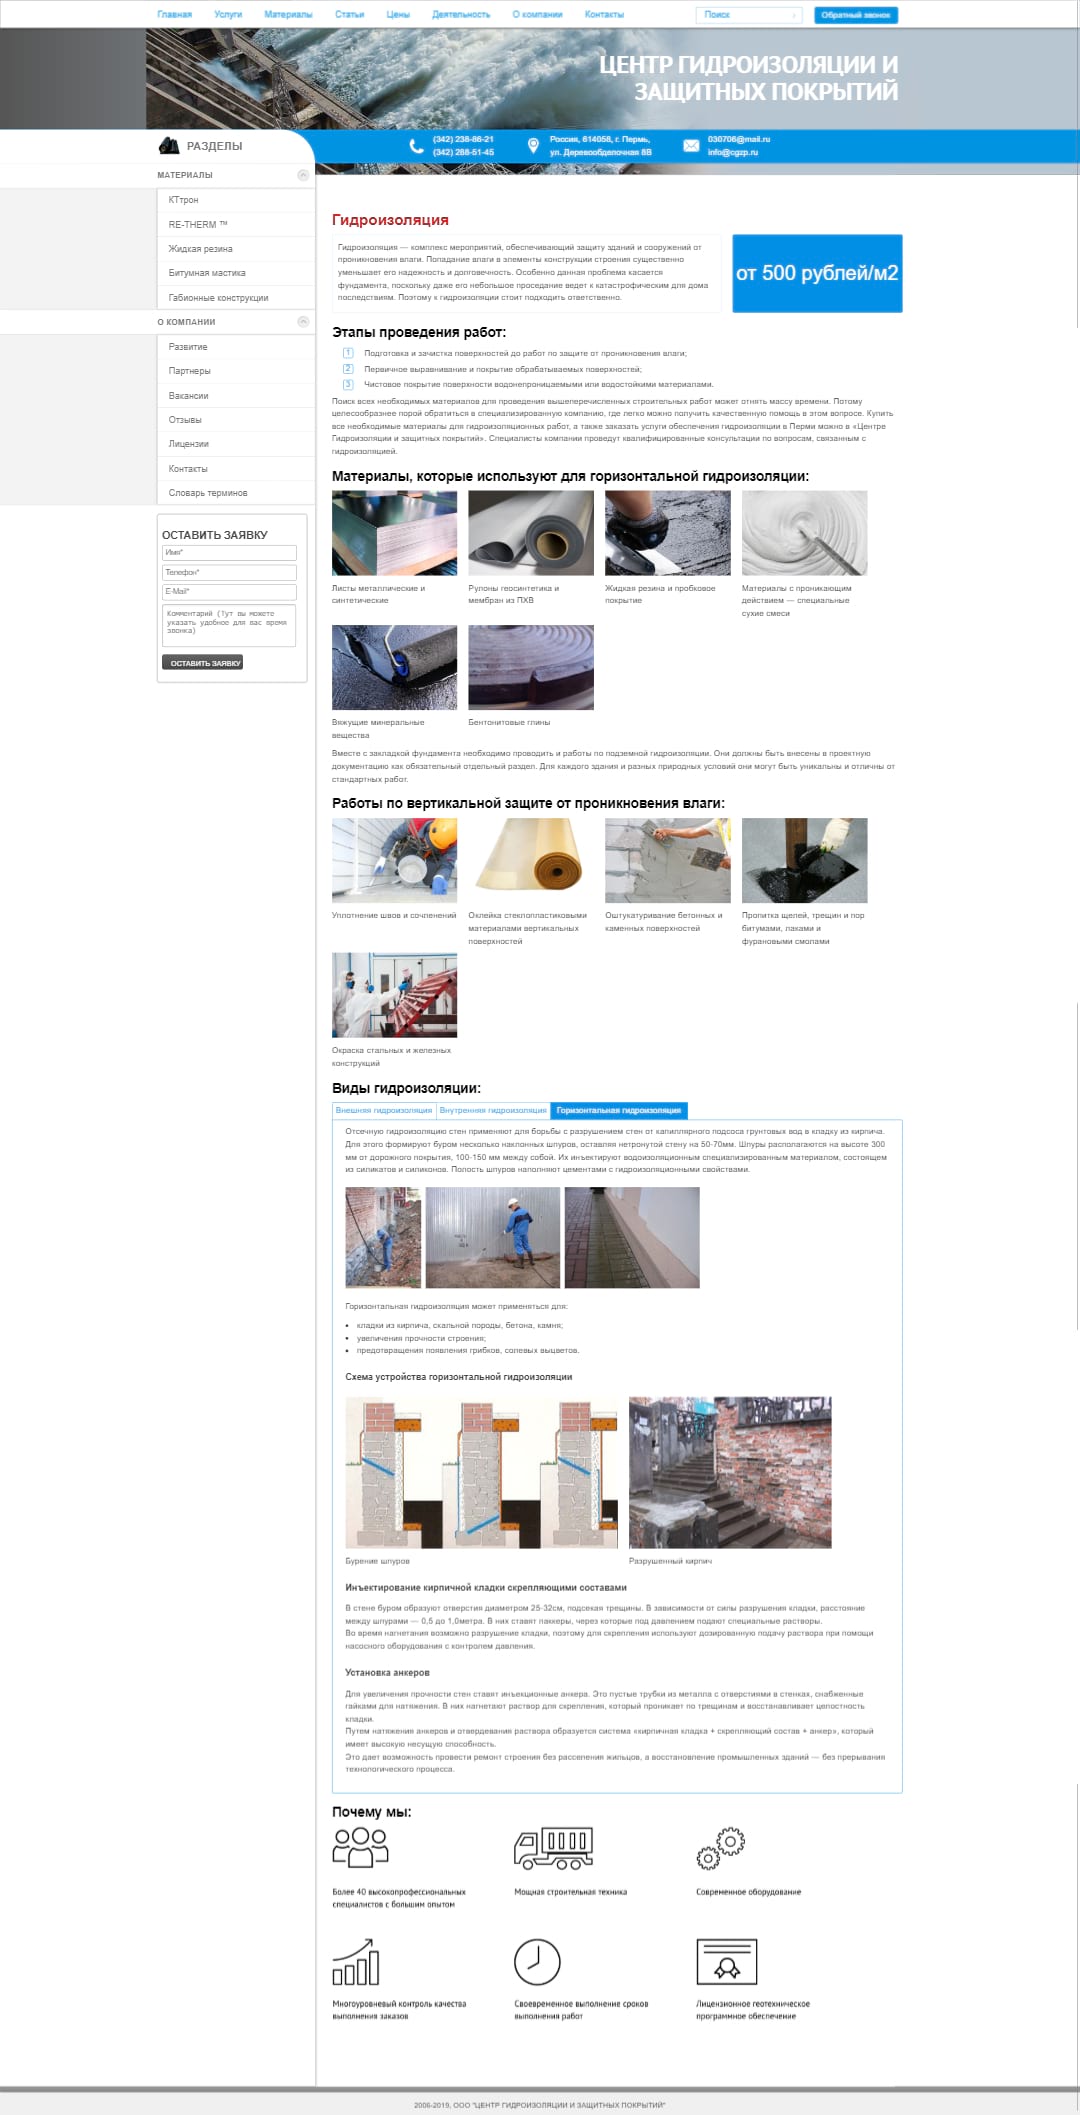 Главная Услуги Материалы Статьи Цены Деятельность О компании Контакты Поиск Обратный звонок
ЦЕНТР ГИДРОИЗОЛЯЦИИ И
ЗАЩИТНЫХ ПОКРЫТИЙ
(342) 238-86-21
(342) 288-51-45
Россия, 614058, г. Пермь,
ул. Деревообделочная 8В
030706@mail.ru
info@cgzp.ru
РАЗДЕЛЫ
МАТЕРИАЛЫ
КТтрон
RE-THERM ™
Жидкая резина
Битумная мастика
Габионные конструкции
О КОМПАНИИ
Развитие
Партнеры
Вакансии
Отзывы
Лицензии
Контакты
Словарь терминов
ОСТАВИТЬ ЗАЯВКУ
Имя*
Телефон*
E-Mail*
Комментарий (Тут вы можете
указать удобное для вас время
звонка)
ОСТАВИТЬ ЗАЯВКУ
Гидроизоляция
Гидроизоляция — комплекс мероприятий, обеспечивающий защиту зданий и сооружений от
проникновения влаги. Попадание влаги в элементы конструкции строения существенно
уменьшает его надежность и долговечность. Особенно данная проблема касается
фундамента, поскольку даже его небольшое проседание ведет к катастрофическим для дома
последствиям. Поэтому к гидроизоляции стоит подходить ответственно.
от 500 рублей/м2
Этапы проведения работ:
1 Подготовка и зачистка поверхностей до работ по защите от проникновения влаги;
2 Первичное выравнивание и покрытие обрабатываемых поверхностей;
3 Чистовое покрытие поверхности водонепроницаемыми или водостойкими материалами.
Поиск всех необходимых материалов для проведения вышеперечисленных строительных работ может отнять массу времени. Потому
целесообразнее порой обратиться в специализированную компанию, где легко можно получить качественную помощь в этом вопросе. Купить
все необходимые материалы для гидроизоляционных работ, а также заказать услуги обеспечения гидроизоляции в Перми можно в «Центре
Гидроизоляции и защитных покрытий». Специалисты компании проведут квалифицированные консультации по вопросам, связанным с
гидроизоляцией.
Материалы, которые используют для горизонтальной гидроизоляции:
Листы металлические и
синтетические
Рулоны геосинтетика и
мембран из ПХВ
Жидкая резина и пробковое
покрытие
Материалы с проникающим
действием — специальные
сухие смеси
Вяжущие минеральные
вещества
Бентонитовые глины
Вместе с закладкой фундамента необходимо проводить и работы по подземной гидроизоляции. Они должны быть внесены в проектную
документацию как обязательный отдельный раздел. Для каждого здания и разных природных условий они могут быть уникальны и отличны от
стандартных работ.
Работы по вертикальной защите от проникновения влаги:
Уплотнение швов и сочленений
Оклейка стеклопластиковыми
материалами вертикальных
поверхностей
Оштукатуривание бетонных и
каменных поверхностей
Пропитка щелей, трещин и пор
битумами, лаками и
фурановыми смолами
Окраска стальных и железных
конструкций
Виды гидроизоляции:
Внешняя гидроизоляция Внутренняя гидроизоляция Горизонтальная гидроизоляция
Отсечную гидроизоляцию стен применяют для борьбы с разрушением стен от капиллярного подсоса грунтовых вод в кладку из кирпича.
Для этого формируют буром несколько наклонных шпуров, оставляя нетронутой стену на 50-70мм. Шпуры располагаются на высоте 300
мм от дорожного покрытия, 100-150 мм между собой. Их инъектируют водоизоляционным специализированным материалом, состоящем
из силикатов и силиконов. Полость шпуров наполняют цементами с гидроизоляционными свойствами.
Горизонтальная гидроизоляция может применяться для:
• кладки из кирпича, скальной породы, бетона, камня;
• увеличения прочности строения;
• предотвращения появления грибков, солевых выцветов.
Схема устройства горизонтальной гидроизоляции
Бурение шпуров
Разрушенный кирпич
Инъектирование кирпичной кладки скрепляющими составами
В стене буром образуют отверстия диаметром 25-32см, подсекая трещины. В зависимости от силы разрушения кладки, расстояние
между шпурами — 0,5 до 1,0метра. В них ставят паккеры, через которые под давлением подают специальные растворы.
Во время нагнетания возможно разрушение кладки, поэтому для скрепления используют дозированную подачу раствора при помощи
насосного оборудования с контролем давления.
Установка анкеров
Для увеличения прочности стен ставят инъекционные анкера. Это пустые трубки из металла с отверстиями в стенках, снабженные
гайками для натяжения. В них нагнетают раствор для скрепления, который проникает по трещинам и восстанавливает целостность
кладки.
Путем натяжения анкеров и отвердевания раствора образуется система «кирпичная кладка + скрепляющий состав + анкер», который
имеет высокую несущую способность.
Это дает возможность провести ремонт строения без расселения жильцов, а восстановление промышленных зданий — без прерывания
технологического процесса.
Почему мы:
Более 40 высокопрофессиональных
специалистов с большим опытом
Мощная строительная техника
Современное оборудование
Многоуровневый контроль качества
выполнения заказов
Своевременное выполнение сроков
выполнения работ
Лицензионное геотехническое
программное обеспечение
2006-2019, ООО "ЦЕНТР ГИДРОИЗОЛЯЦИИ И ЗАЩИТНЫХ ПОКРЫТИЙ"